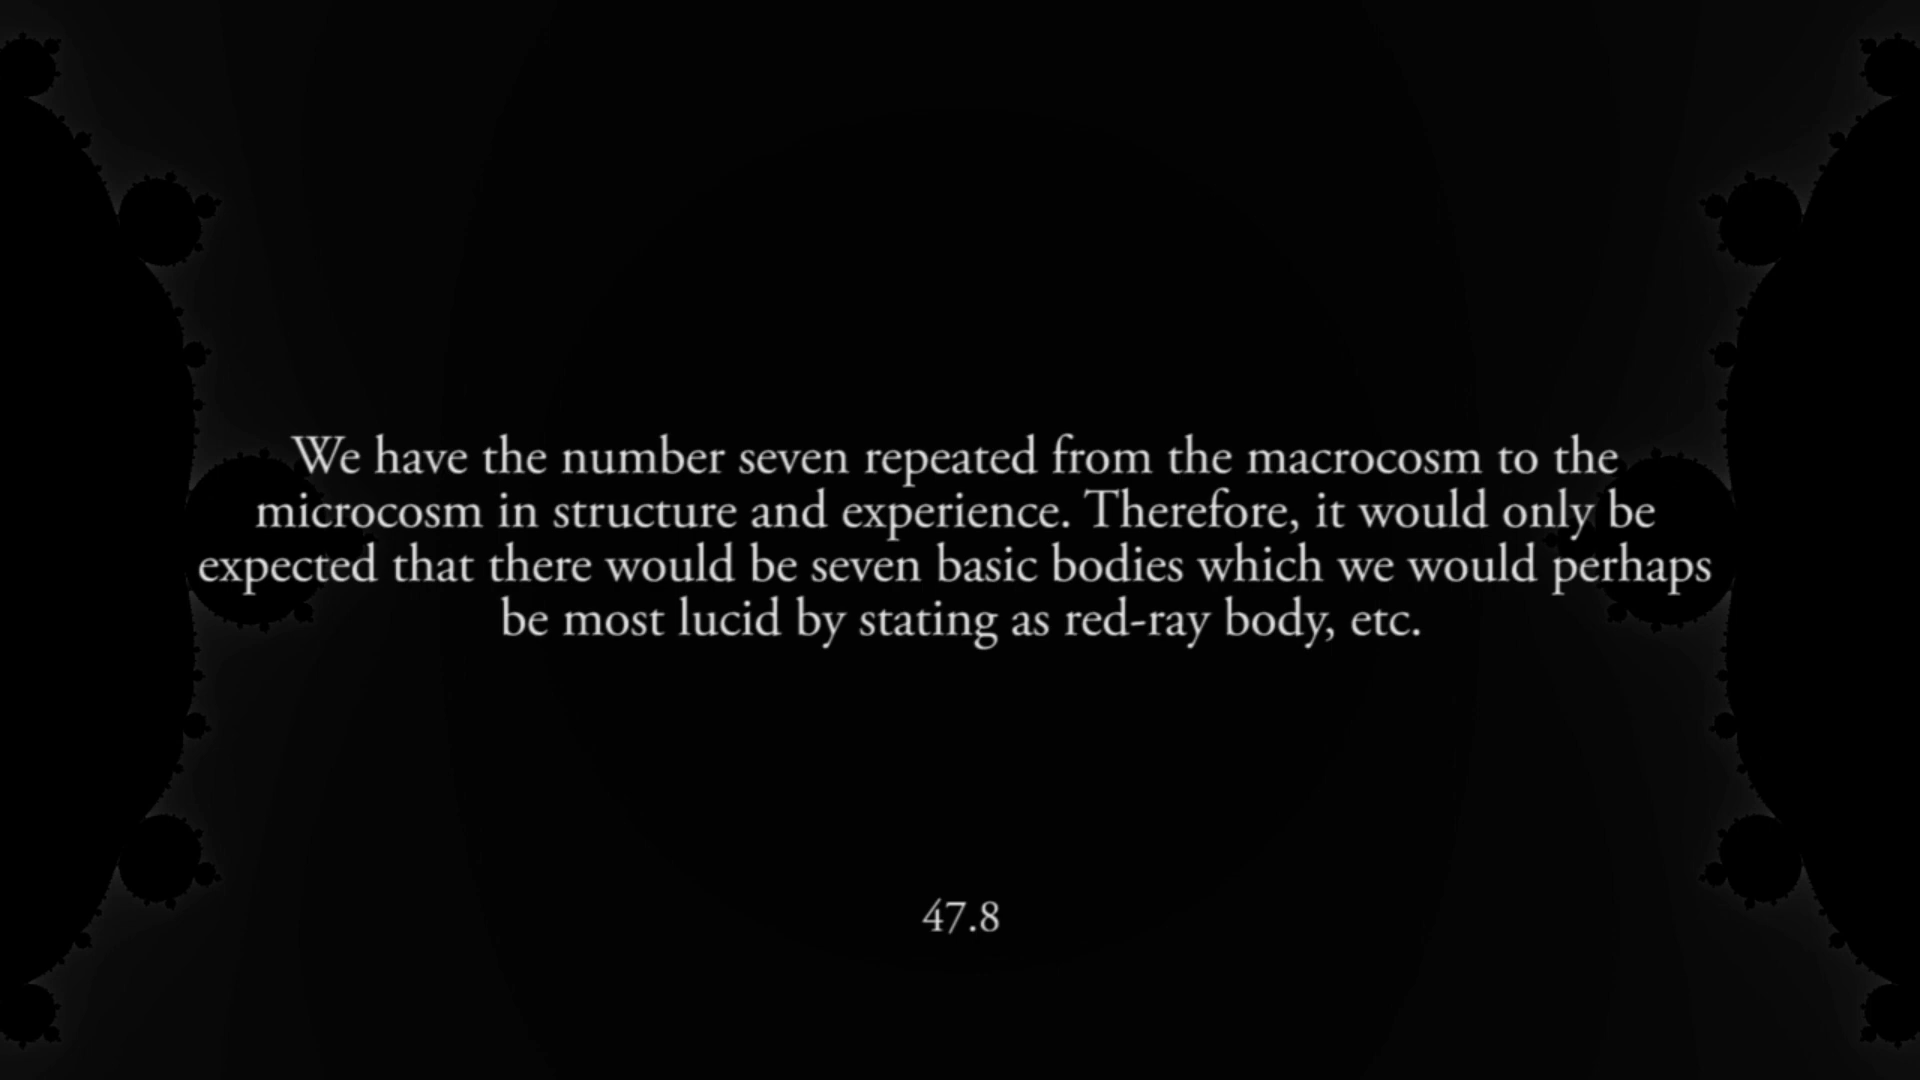 We have the number seven repeated from the macrocosm to the
microcosm in structure and experience. Therefore, it would only be
expected that there would be seven basic bodies which we would perhaps
be most lucid by stating as red-ray body, etc.
47.8